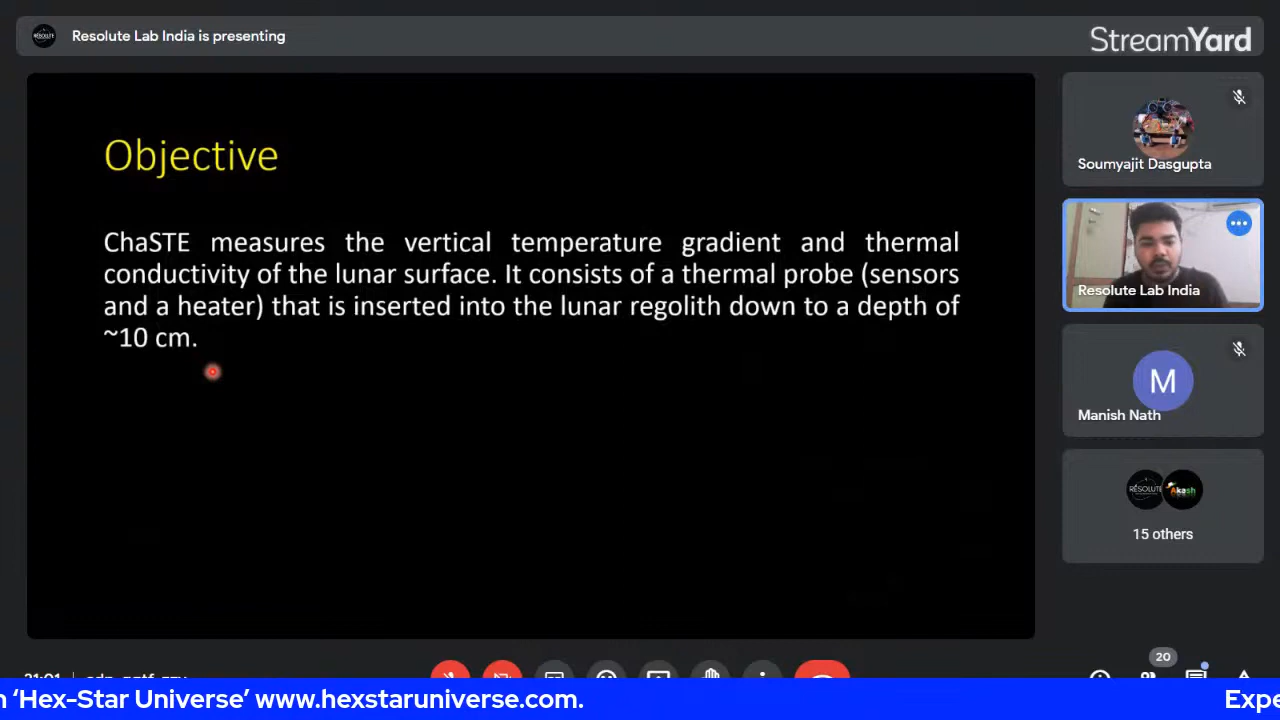 Resolute Lab India is presenting
StreamYard
Objective
ChaSTE measures the vertical temperature gradient and thermal
conductivity of the lunar surface. It consists of a thermal probe (sensors
and a heater) that is inserted into the lunar regolith down to a depth of
~10 cm.
Soumyajit Dasgupta
Resolute Lab India
M
Manish Nath
RESOLUTE
Akash
15 others
20
‘Hex-Star Universe’ www.hexstaruniverse.com.